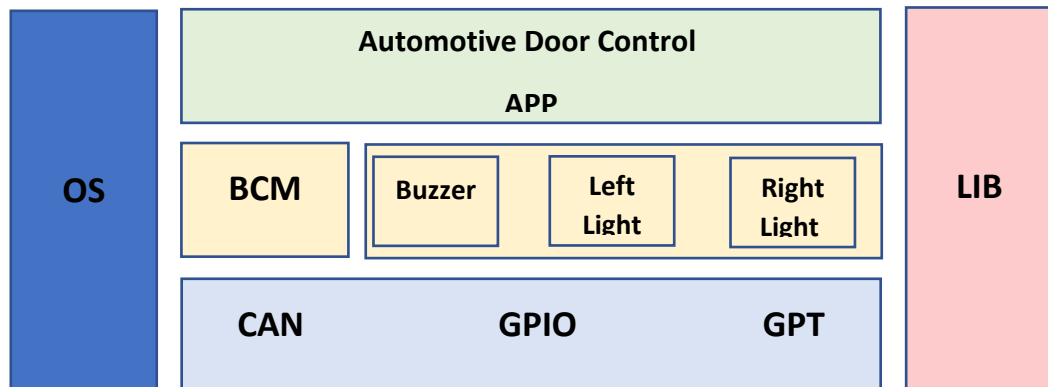 Automotive Door Control
APP
OS
BCM
Buzzer
Left
Light
Right
Light
LIB
CAN
GPIO
GPT